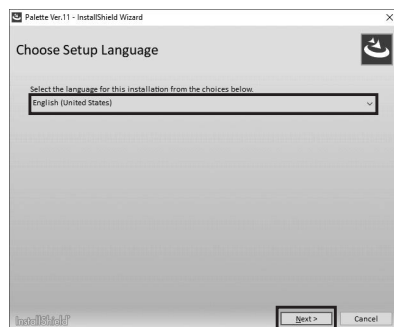 Palette Ver.11 - InstallShield Wizard
Choose Setup Language
Select the language for this installation from the choices below.
English (United States)
InstallShield
Next >
Cancel